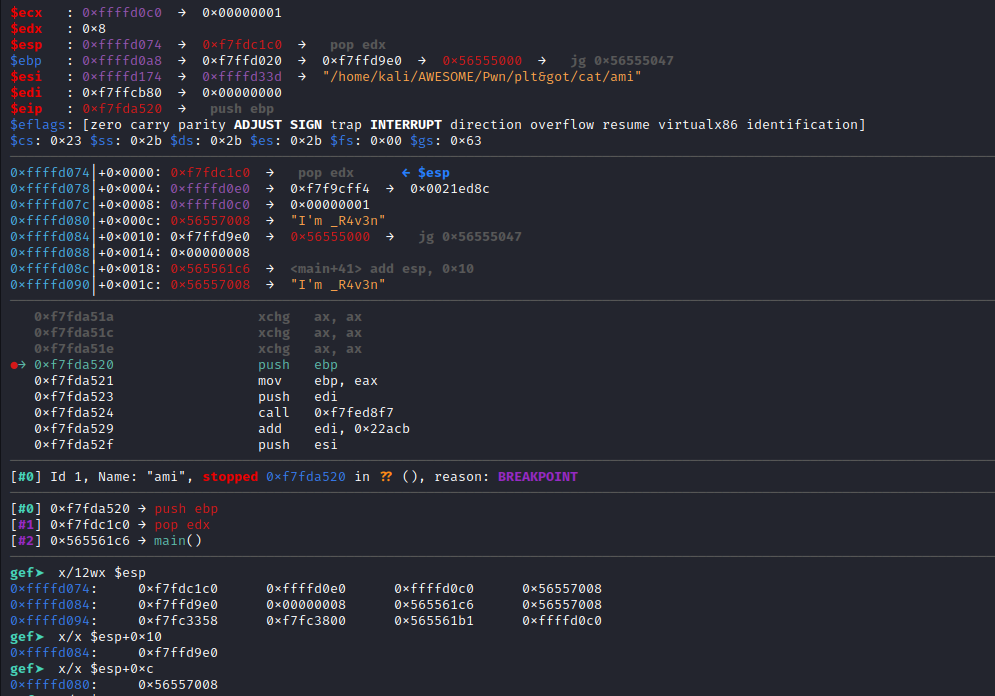 $ecx   : 0×ffffd0c0  →  0×00000001
$edx   : 0×8
$esp   : 0×ffffd074  →  0×f7fdc1c0  →   pop edx
$ebp   : 0×ffffd0a8  →  0×f7ffd020  →  0×f7ffd9e0  →  0×56555000  →   jg 0×56555047
$esi   : 0×ffffd174  →  0×ffffd33d  →  "/home/kali/AWESOME/Pwn/plt&got/cat/ami"
$edi   : 0×f7ffcb80  →  0×00000000
$eip   : 0×f7fda520  →   push ebp
$eflags: [zero carry parity ADJUST SIGN trap INTERRUPT direction overflow resume virtualx86 identification]
$cs: 0×23 $ss: 0×2b $ds: 0×2b $es: 0×2b $fs: 0×00 $gs: 0×63
0×ffffd074│+0×0000: 0×f7fdc1c0  →   pop edx      ← $esp
0×ffffd078│+0×0004: 0×ffffd0e0  →  0×f7f9cff4  →  0×0021ed8c
0×ffffd07c│+0×0008: 0×ffffd0c0  →  0×00000001
0×ffffd080│+0×000c: 0×56557008  →  "I'm _R4v3n"
0×ffffd084│+0×0010: 0×f7ffd9e0  →  0×56555000  →   jg 0×56555047
0×ffffd088│+0×0014: 0×00000008
0×ffffd08c│+0×0018: 0×565561c6  →  <main+41> add esp, 0×10
0×ffffd090│+0×001c: 0×56557008  →  "I'm _R4v3n"
0×f7fda51a                  xchg   ax, ax
0×f7fda51c                  xchg   ax, ax
0×f7fda51e                  xchg   ax, ax
●→ 0×f7fda520                  push   ebp
0×f7fda521                  mov    ebp, eax
0×f7fda523                  push   edi
0×f7fda524                  call   0×f7fed8f7
0×f7fda529                  add    edi, 0×22acb
0×f7fda52f                  push   esi
[#0] Id 1, Name: "ami", stopped 0×f7fda520 in ?? (), reason: BREAKPOINT
[#0] 0×f7fda520 → push ebp
[#1] 0×f7fdc1c0 → pop edx
[#2] 0×565561c6 → main()
gef➤  x/12wx $esp
0×ffffd074:     0×f7fdc1c0      0×ffffd0e0      0×ffffd0c0      0×56557008
0×ffffd084:     0×f7ffd9e0      0×00000008      0×565561c6      0×56557008
0×ffffd094:     0×f7fc3358      0×f7fc3800      0×565561b1      0×ffffd0c0
gef➤  x/x $esp+0×10
0×ffffd084:     0×f7ffd9e0
gef➤  x/x $esp+0×c
0×ffffd080:     0×56557008